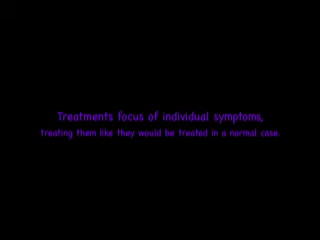 Treatments focus of individual symptoms,
treating them like they would be treated in a normal case.